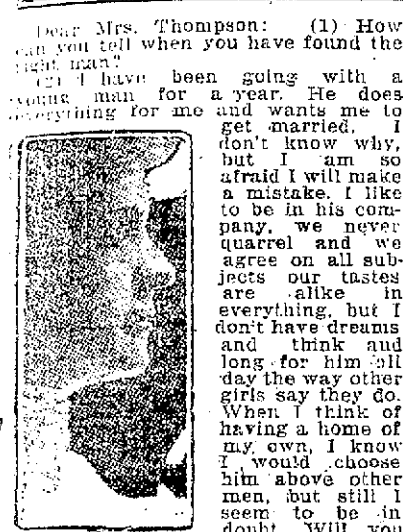 Dear Mrs. Thompson: (1) How
can you tell when you have found the
right man?
(2) I have been going with a
young man for a year. He does
everything for me and wants me to
get married. I
don't know why,
but I am so
afraid I will make
a mistake. I like
to be in his com-
pany, we never
quarrel and we
agree on all sub-
jects our tastes
are alike in
everything, but I
don't have dreams
and think and
long for him all
day the way other
girls say they do.
When I think of
having a home of
my own, I know
I would choose
him above other
men, but still I
seem to be in
doubt. Will you